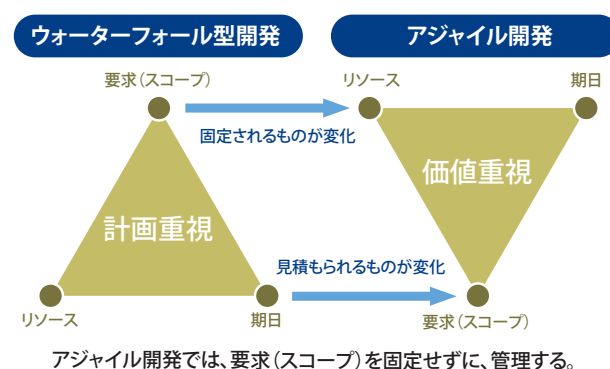 ウォーターフォール型開発
アジャイル開発
要求(スコープ)
リソース
期日
固定されるものが変化
価値重視
計画重視
見積もられるものが変化
リソース
期日
要求(スコープ)
アジャイル開発では、要求(スコープ)を固定せずに、管理する。